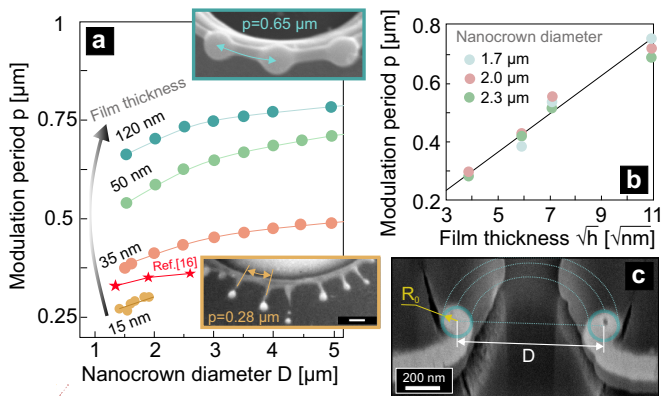 a
p=0.65 µm
1
0.75
0.5
0.25
Modulation period p [µm]
Film thickness
120 nm
50 nm
35 nm
Ref.[16]
15 nm
p=0.28 µm
1
2
3
4
5
Nanocrown diameter D [µm]
Modulation period p [µm]
0.8
0.6
0.4
0.2
Nanocrown diameter
1.7 µm
2.0 µm
2.3 µm
b
3
5
7
9
11
Film thickness √h [√nm]
c
R₀
D
200 nm